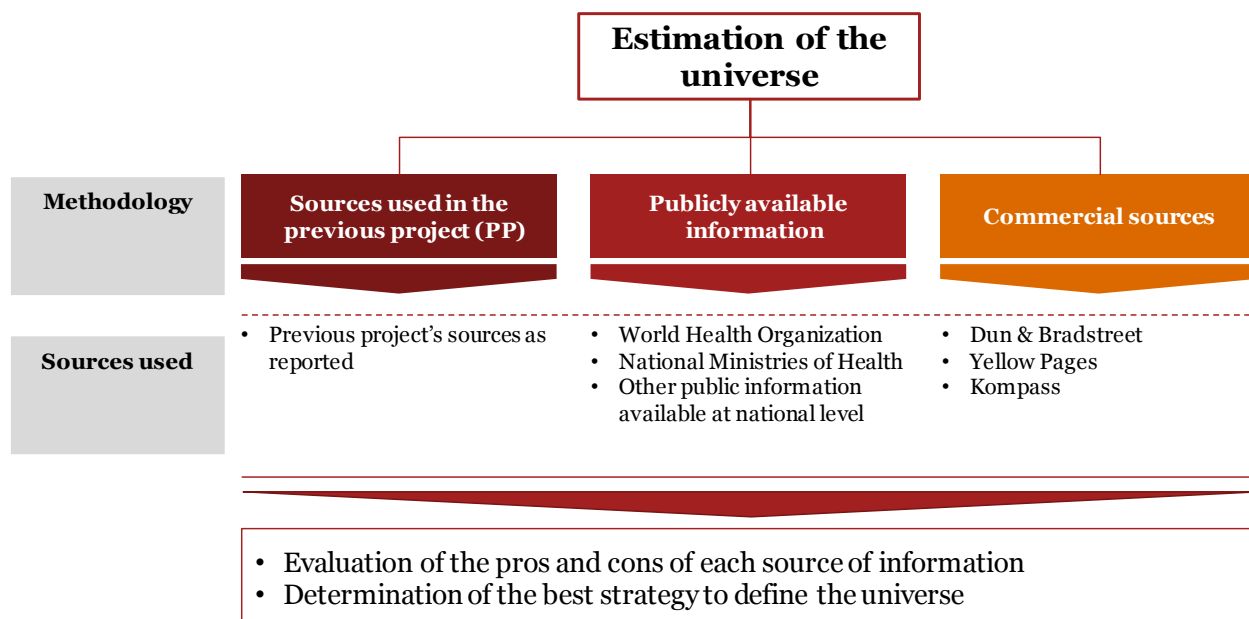 Estimation of the
universe
Methodology
Sources used in the
previous project (PP)
Publicly available
information
Commercial sources
Sources used
• Previous project's sources as
reported
• World Health Organization
• National Ministries of Health
• Other public information
available at national level
• Dun & Bradstreet
• Yellow Pages
• Kompass
• Evaluation of the pros and cons of each source of information
• Determination of the best strategy to define the universe